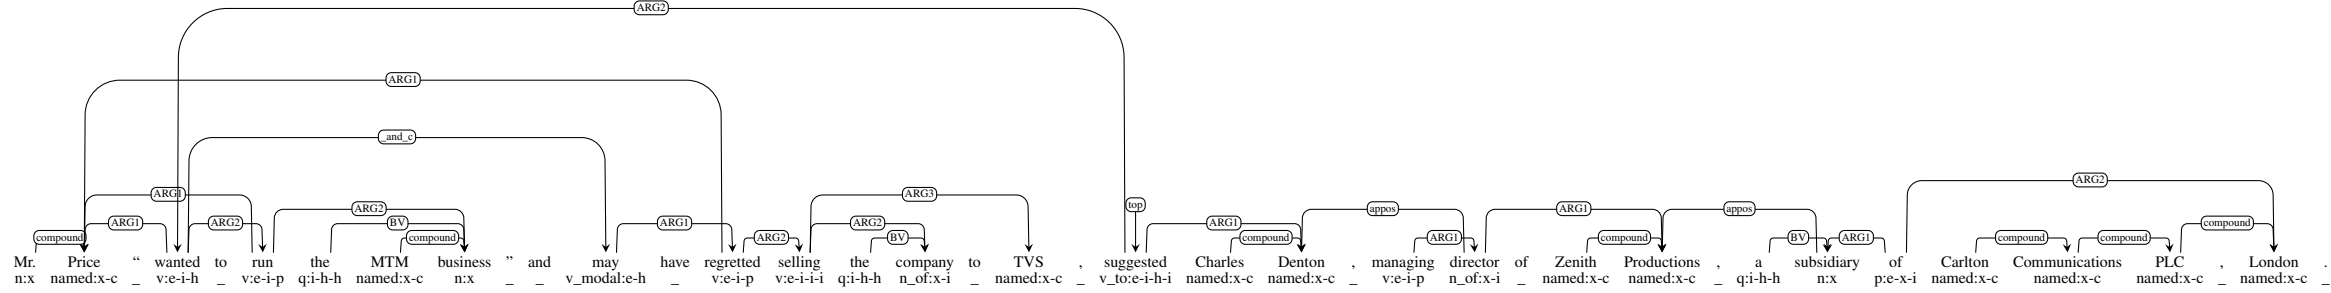 ARG2
ARG1
_and_c
ARG1 ARG3 ARG2
ARG2 top appos ARG1 appos
ARG1 ARG2 BV ARG1 ARG2 ARG1 compound
compound compound ARG2 BV compound ARG1 compound BV ARG1 compound compound
Mr. Price “ wanted to run the MTM business ” and may have regretted selling the company to TVS , suggested Charles Denton , managing director of Zenith Productions , a subsidiary of Carlton Communications PLC , London .
n:x named:x-c _ v:e-i-h _ v:e-i-p q:i-h-h named:x-c n:x _ _ v_modal:e-h _ v:e-i-p v:e-i-i-i q:i-h-h n_of:x-i _ named:x-c _ v_to:e-i-h-i named:x-c named:x-c _ v:e-i-p n_of:x-i _ named:x-c named:x-c _ q:i-h-h n:x p:e-x-i named:x-c named:x-c named:x-c _ named:x-c _